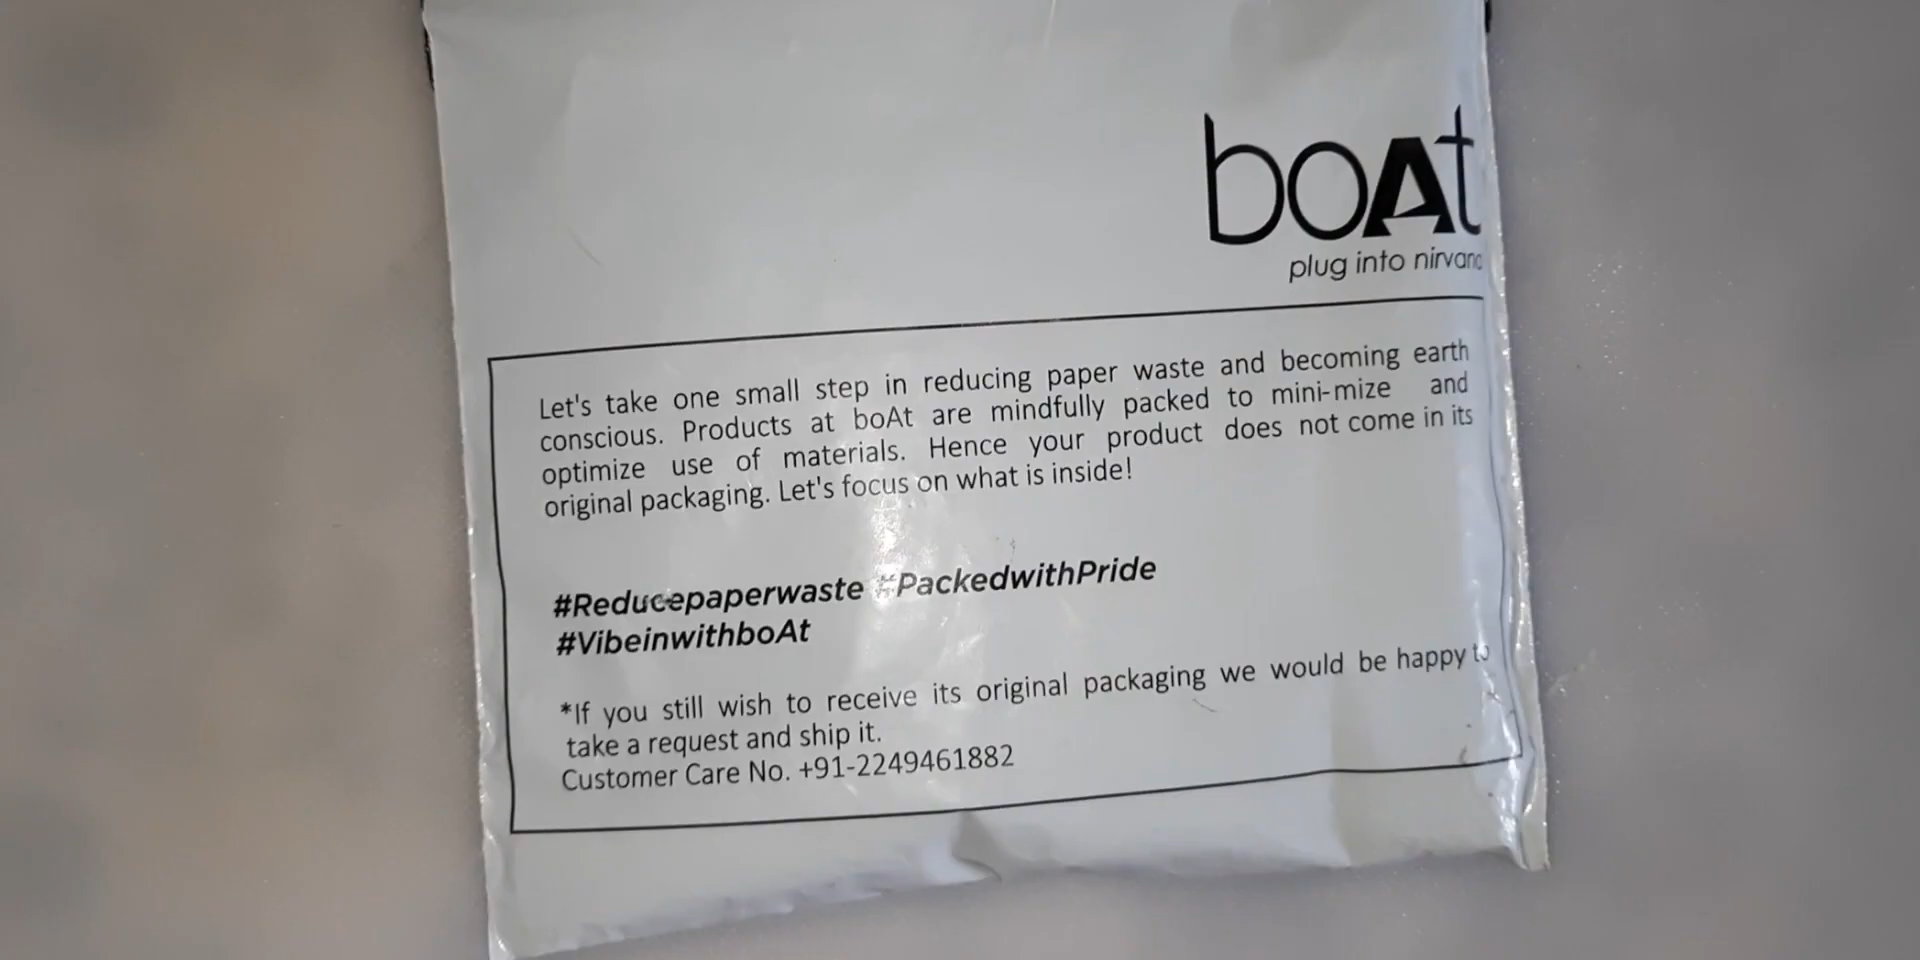 boAt
plug into nirvana
Let's take one small step in reducing paper waste and becoming earth
conscious. Products at boAt are mindfully packed to mini-mize and
optimize use of materials. Hence your product does not come in its
original packaging. Let's focus on what is inside!
#Reducepaperwaste #PackedwithPride
#VibeinwithboAt
*If you still wish to receive its original packaging we would be happy to
take a request and ship it.
Customer Care No. +91-2249461882